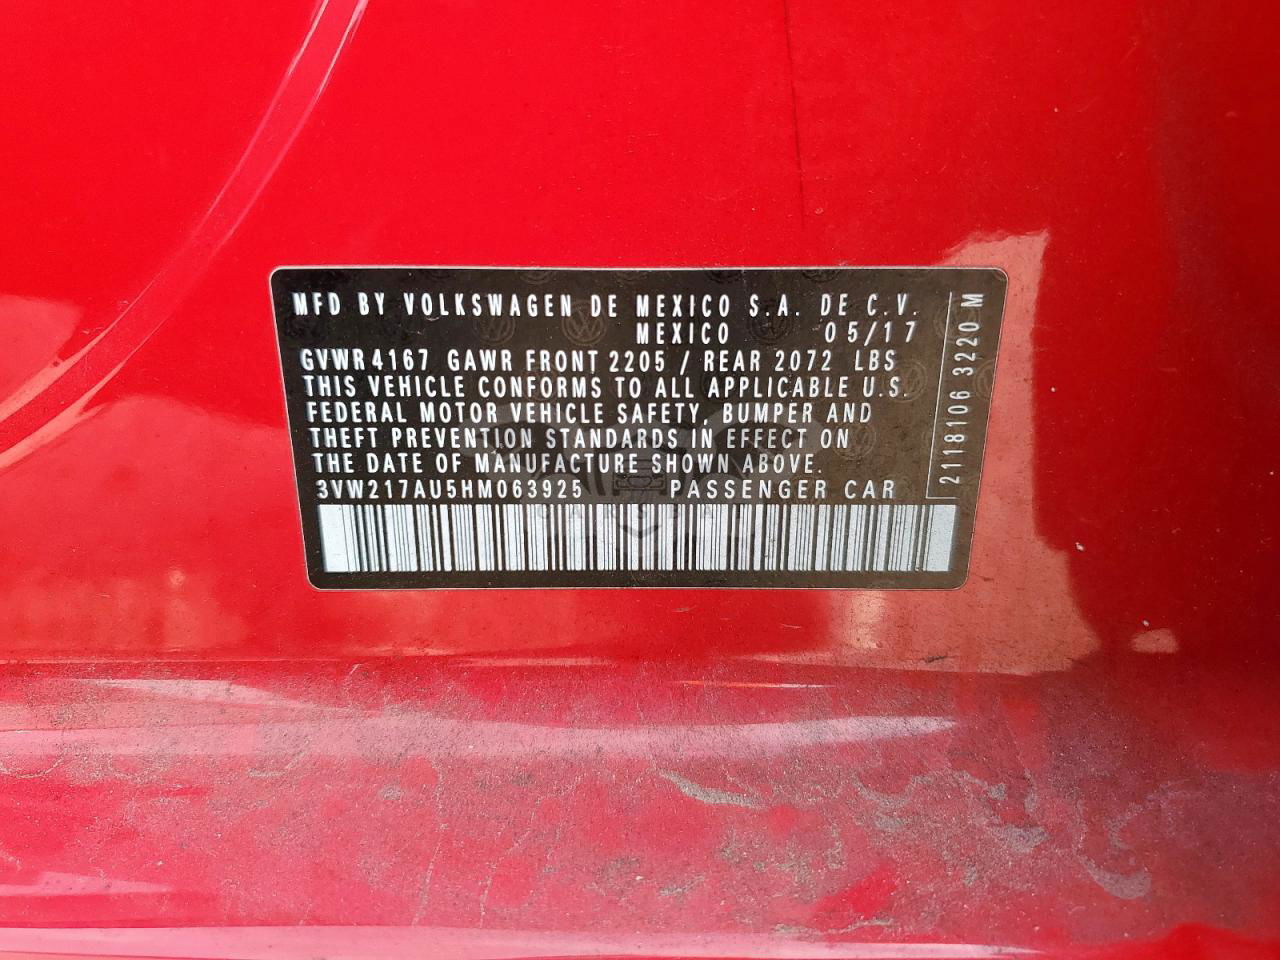 MFD BY VOLKSWAGEN DE MEXICO S.A. DE C.V.
MEXICO 05/17
GVWR 4167 GAWR FRONT 2205 / REAR 2072 LBS
THIS VEHICLE CONFORMS TO ALL APPLICABLE U.S.
FEDERAL MOTOR VEHICLE SAFETY, BUMPER AND
THEFT PREVENTION STANDARDS IN EFFECT ON
THE DATE OF MANUFACTURE SHOWN ABOVE.
3VW217AU5HM063925 PASSENGER CAR
2118106 3220 M